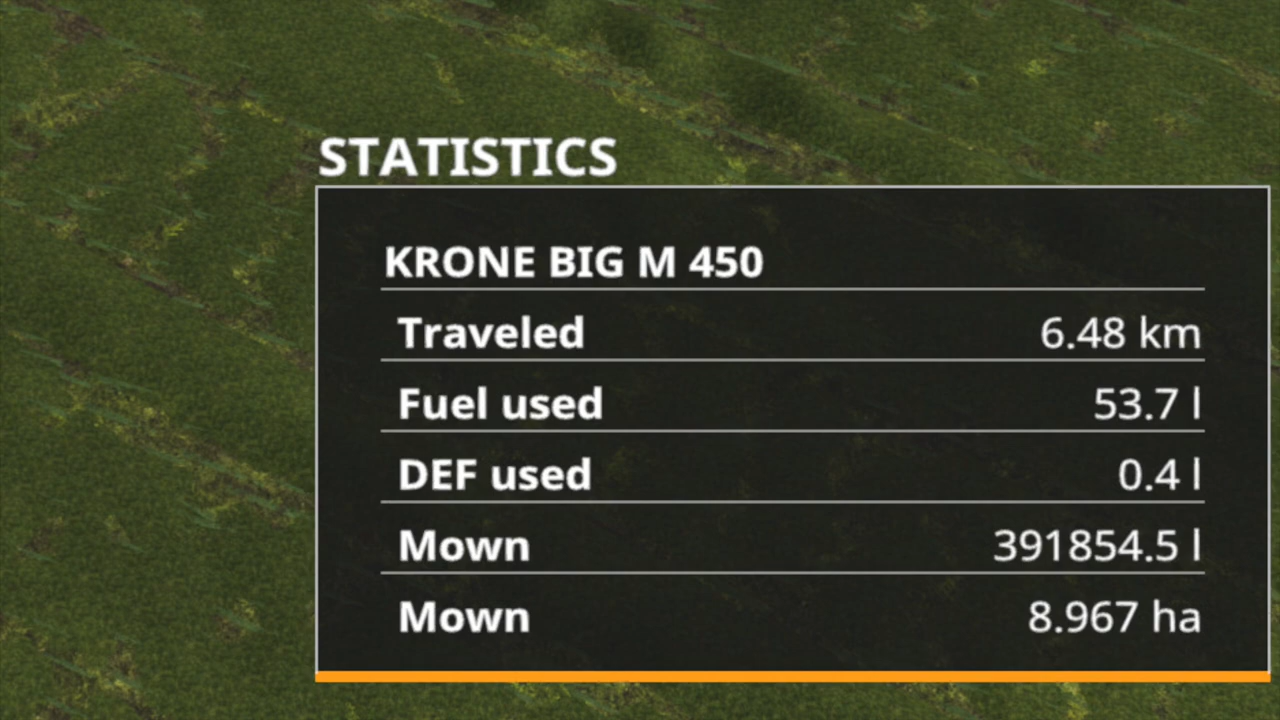 STATISTICS
KRONE BIG M 450
Traveled 6.48 km
Fuel used 53.7 l
DEF used 0.4 l
Mown 391854.5 l
Mown 8.967 ha